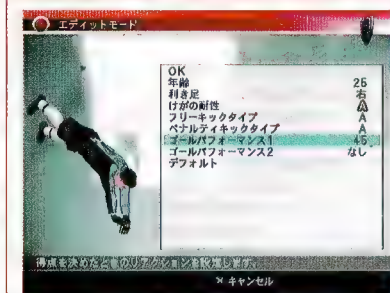 エディットモード
OK
年齢 25
利き足 右
けがの耐性 A
フリーキックタイプ A
ペナルティキックタイプ A
ゴールパフォーマンス1 45
ゴールパフォーマンス2 なし
デフォルト
得点を決めたときのリアクションを設定します。
× キャンセル